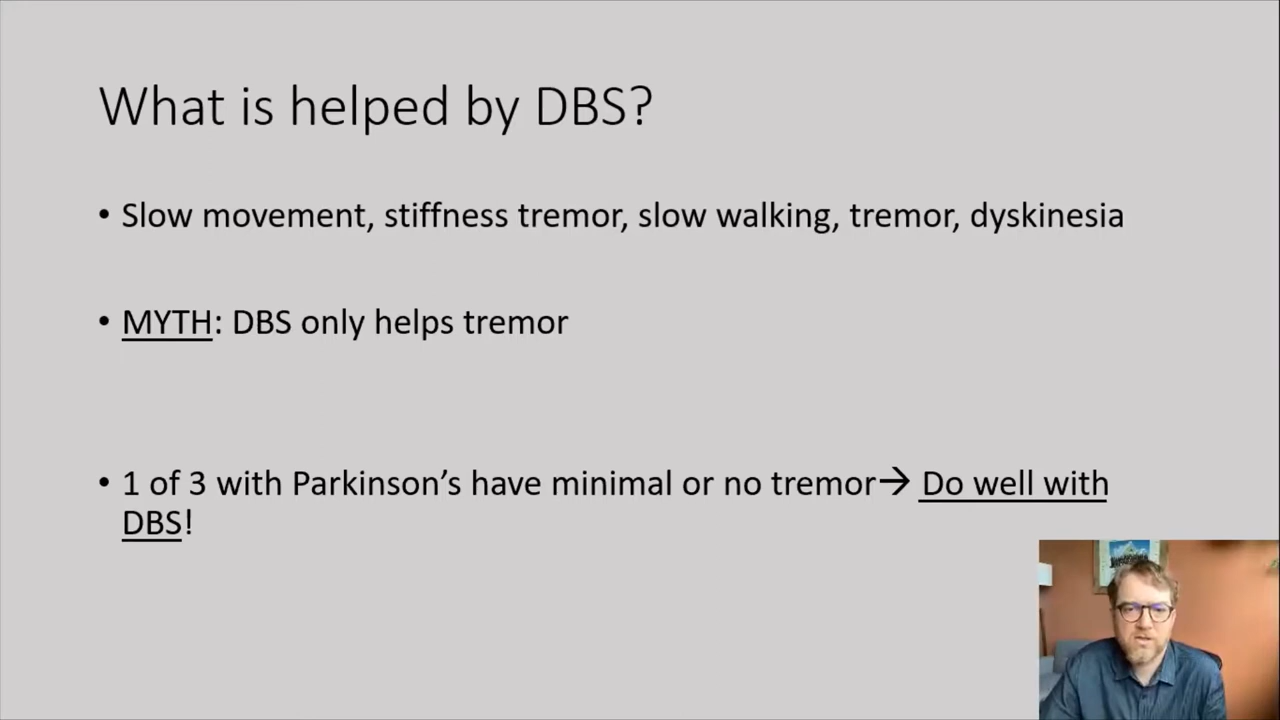 What is helped by DBS?
• Slow movement, stiffness tremor, slow walking, tremor, dyskinesia
• MYTH: DBS only helps tremor
• 1 of 3 with Parkinson’s have minimal or no tremor→ Do well with
DBS!